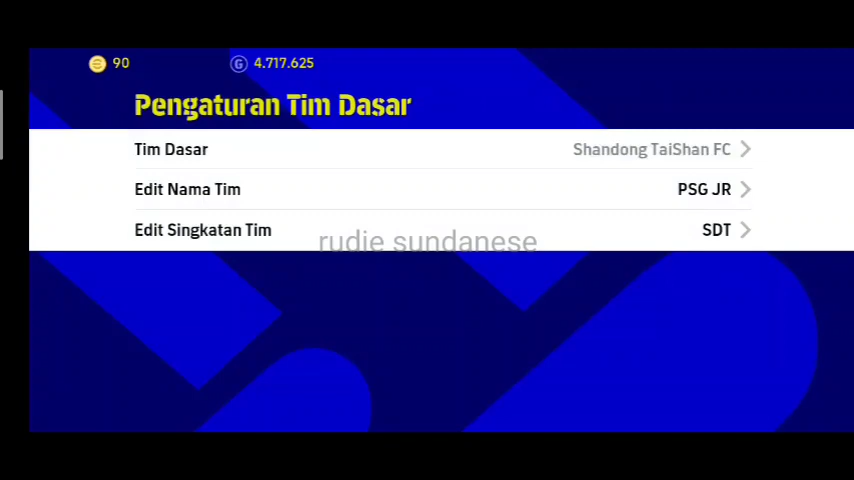 90 G 4.717.625
Pengaturan Tim Dasar
Tim Dasar Shandong TaiShan FC
Edit Nama Tim PSG JR
Edit Singkatan Tim SDT
rudie sundanese